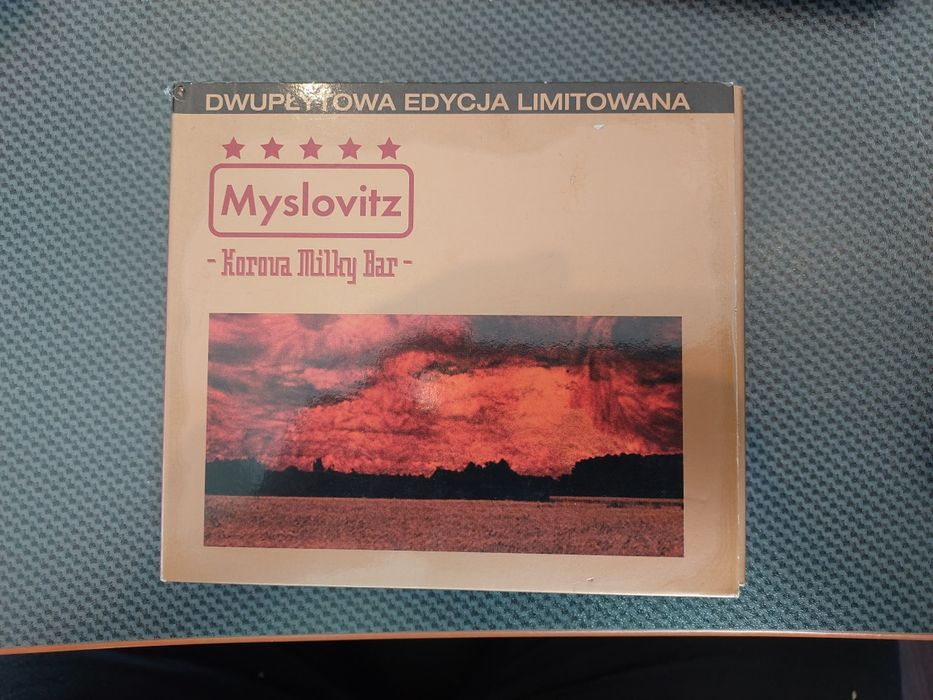 DWUPŁYTOWA EDYCJA LIMITOWANA
Myslovitz
- Korova Milky Bar -